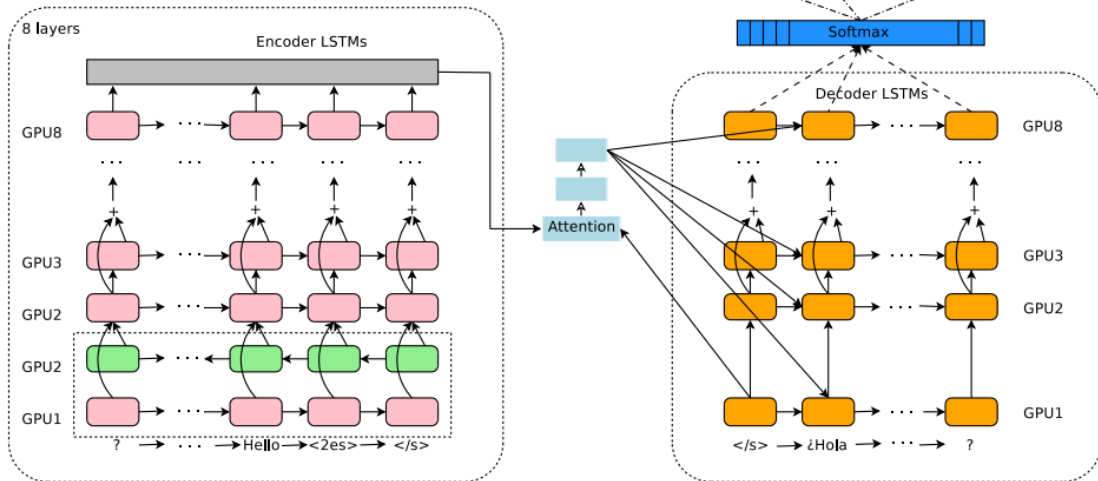 8 layers
Encoder LSTMs
GPU8
... ... ... ...
+ + + +
GPU3
GPU2
GPU2
GPU1
? ... Hello <2es> </s>
Attention
Softmax
Decoder LSTMs
GPU8
... ... ...
+ + +
GPU3
GPU2
GPU1
</s> ¿Hola ... ?